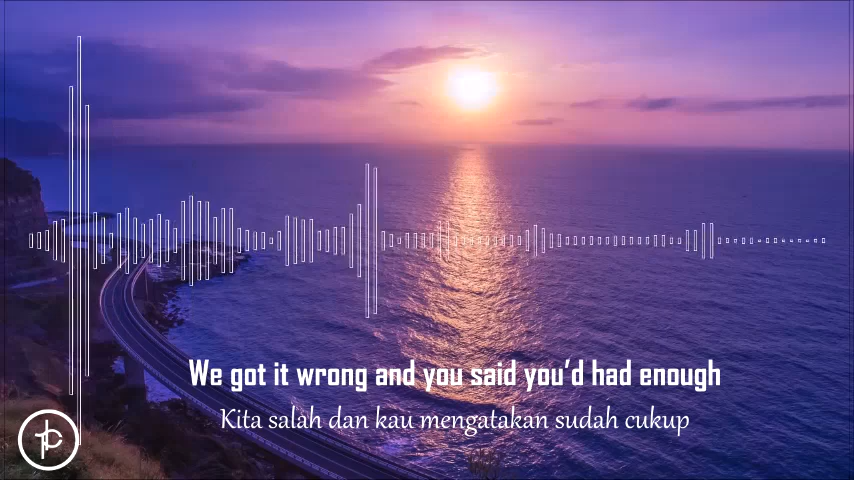 We got it wrong and you said you'd had enough
Kita salah dan kau mengatakan sudah cukup